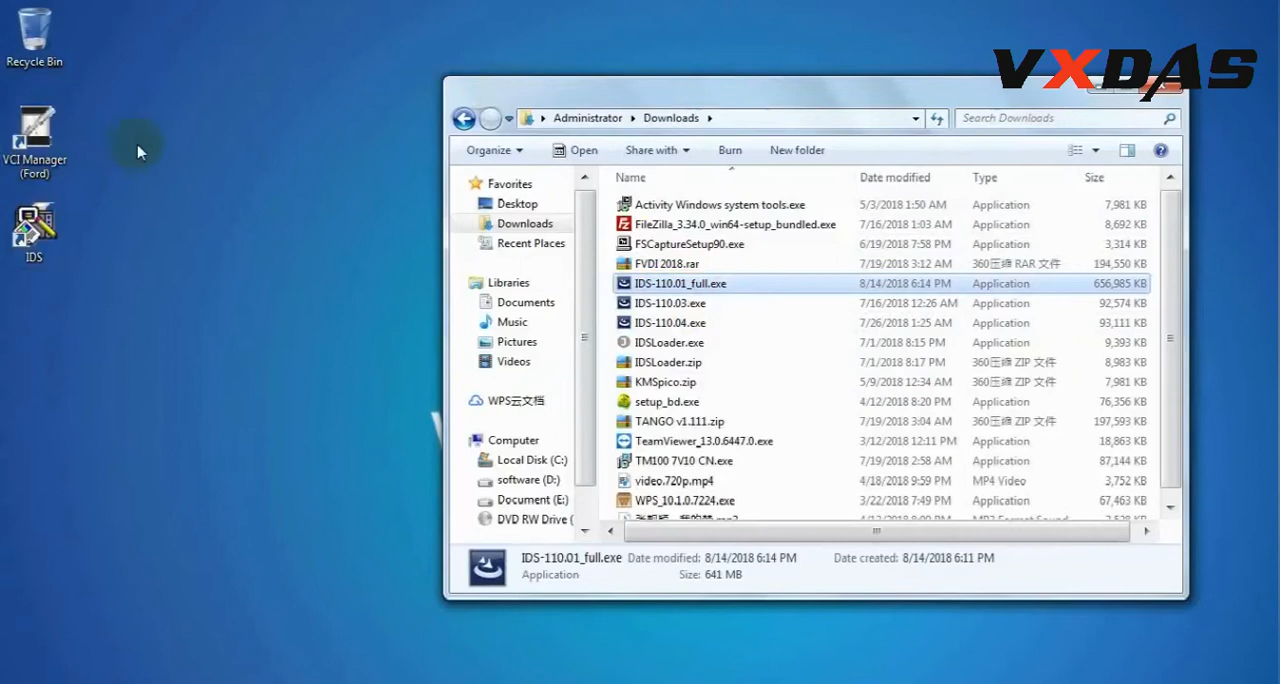 Recycle Bin
VCI Manager
(Ford)
IDS
VXDAS
Administrator
Downloads
Search Downloads
Organize
Open
Share with
Burn
New folder
Favorites
Desktop
Downloads
Recent Places
Libraries
Documents
Music
Pictures
Videos
WPS云文档
Computer
Local Disk (C:)
software (D:)
Document (E:)
DVD RW Drive (
Name Date modified Type Size
Activity Windows system tools.exe 5/3/2018 1:50 AM Application 7,981 KB
FileZilla_3.34.0_win64-setup_bundled.exe 7/16/2018 1:03 AM Application 8,692 KB
FSCaptureSetup90.exe 6/19/2018 7:58 PM Application 3,314 KB
FVDI 2018.rar 7/19/2018 3:12 AM 360压缩 RAR 文件 194,550 KB
IDS-110.01_full.exe 8/14/2018 6:14 PM Application 656,985 KB
IDS-110.03.exe 7/16/2018 12:26 AM Application 92,574 KB
IDS-110.04.exe 7/26/2018 1:25 AM Application 93,111 KB
IDSLoader.exe 7/1/2018 8:15 PM Application 9,393 KB
IDSLoader.zip 7/1/2018 8:17 PM 360压缩 ZIP 文件 8,983 KB
KMSpico.zip 5/9/2018 12:34 AM 360压缩 ZIP 文件 7,981 KB
setup_bd.exe 4/12/2018 8:20 PM Application 76,356 KB
TANGO v1.111.zip 7/19/2018 3:04 AM 360压缩 ZIP 文件 197,593 KB
TeamViewer_13.0.6447.0.exe 3/12/2018 12:11 PM Application 18,863 KB
TM100 7V10 CN.exe 7/19/2018 2:58 AM Application 87,144 KB
video.720p.mp4 4/18/2018 9:59 PM MP4 Video 3,752 KB
WPS_10.1.0.7224.exe 3/22/2018 7:49 PM Application 67,463 KB
IDS-110.01_full.exe Date modified: 8/14/2018 6:14 PM Date created: 8/14/2018 6:11 PM
Application Size: 641 MB